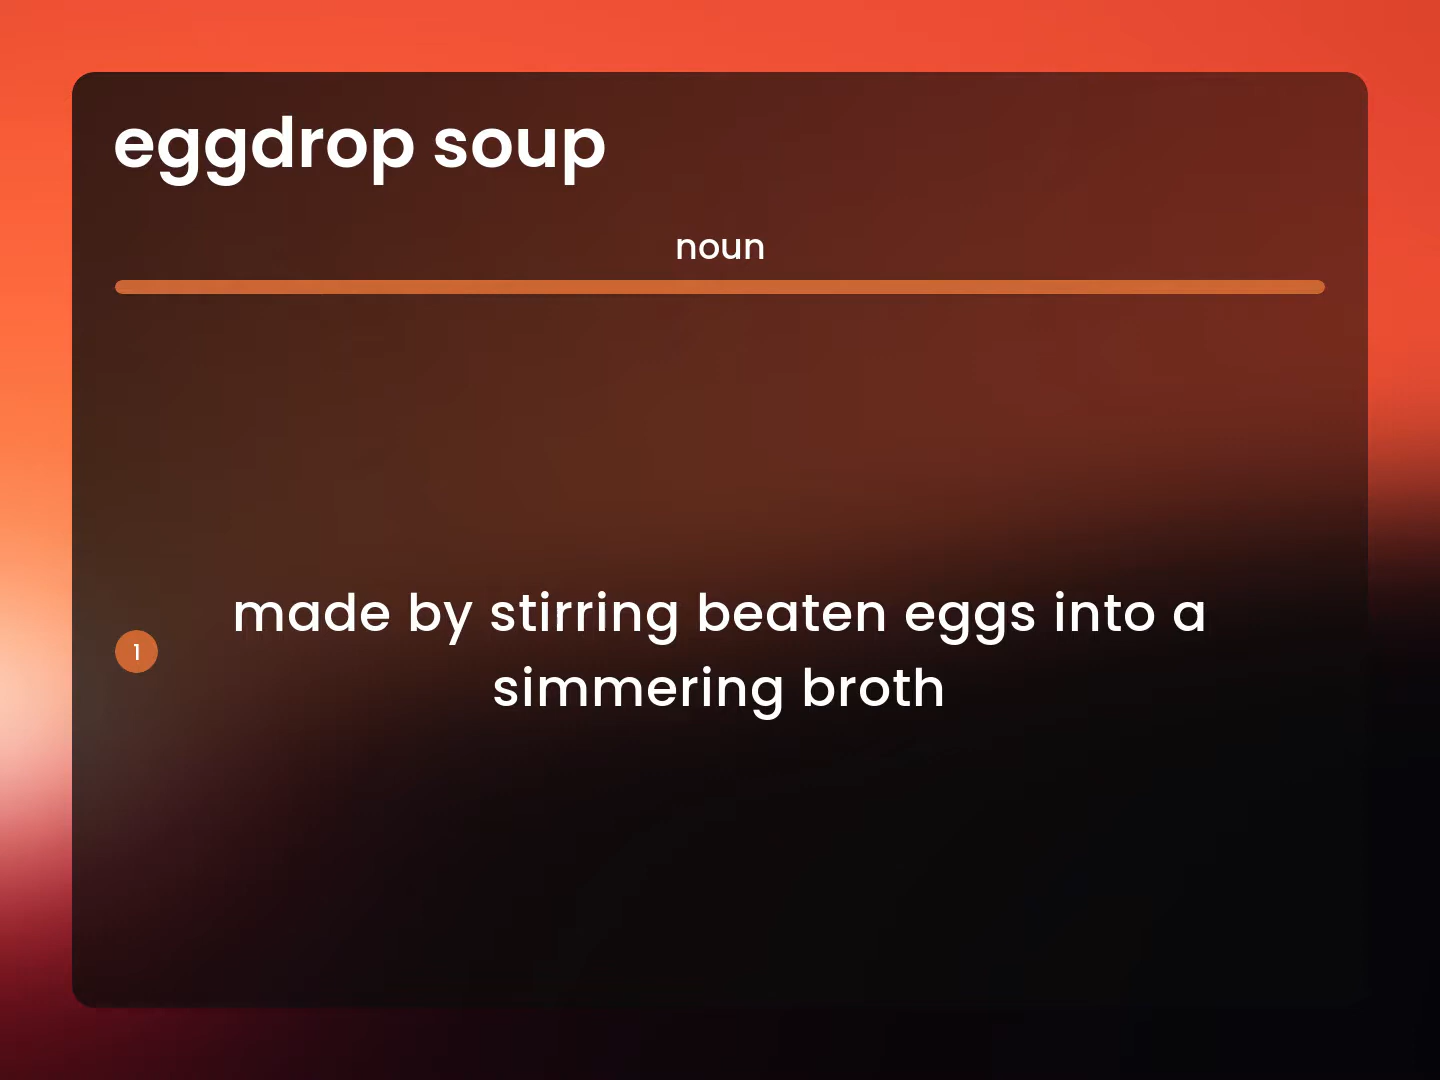 eggdrop soup
noun
1
made by stirring beaten eggs into a
simmering broth